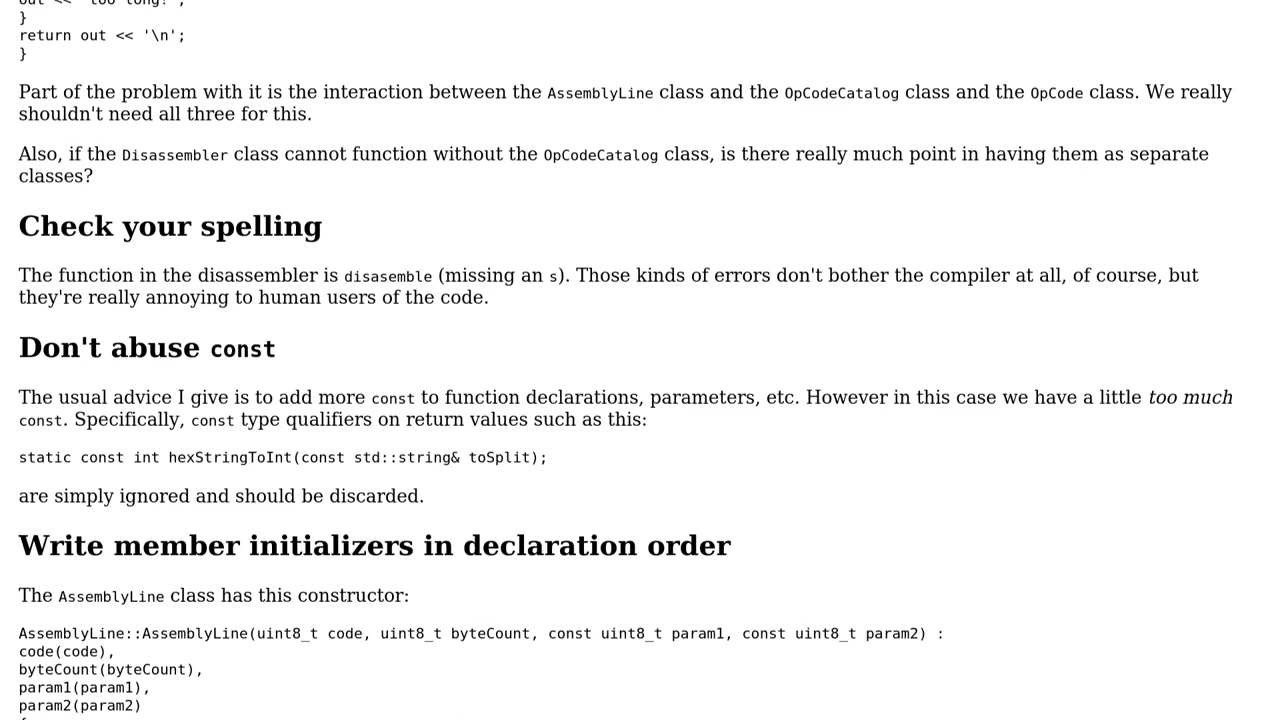 }
return out << '\n';
}
Part of the problem with it is the interaction between the AssemblyLine class and the OpCodeCatalog class and the OpCode class. We really
shouldn't need all three for this.
Also, if the Disassembler class cannot function without the OpCodeCatalog class, is there really much point in having them as separate
classes?
Check your spelling
The function in the disassembler is disasemble (missing an s). Those kinds of errors don't bother the compiler at all, of course, but
they're really annoying to human users of the code.
Don't abuse const
The usual advice I give is to add more const to function declarations, parameters, etc. However in this case we have a little too much
const. Specifically, const type qualifiers on return values such as this:
static const int hexStringToInt(const std::string& toSplit);
are simply ignored and should be discarded.
Write member initializers in declaration order
The AssemblyLine class has this constructor:
AssemblyLine::AssemblyLine(uint8_t code, uint8_t byteCount, const uint8_t param1, const uint8_t param2) :
code(code),
byteCount(byteCount),
param1(param1),
param2(param2)